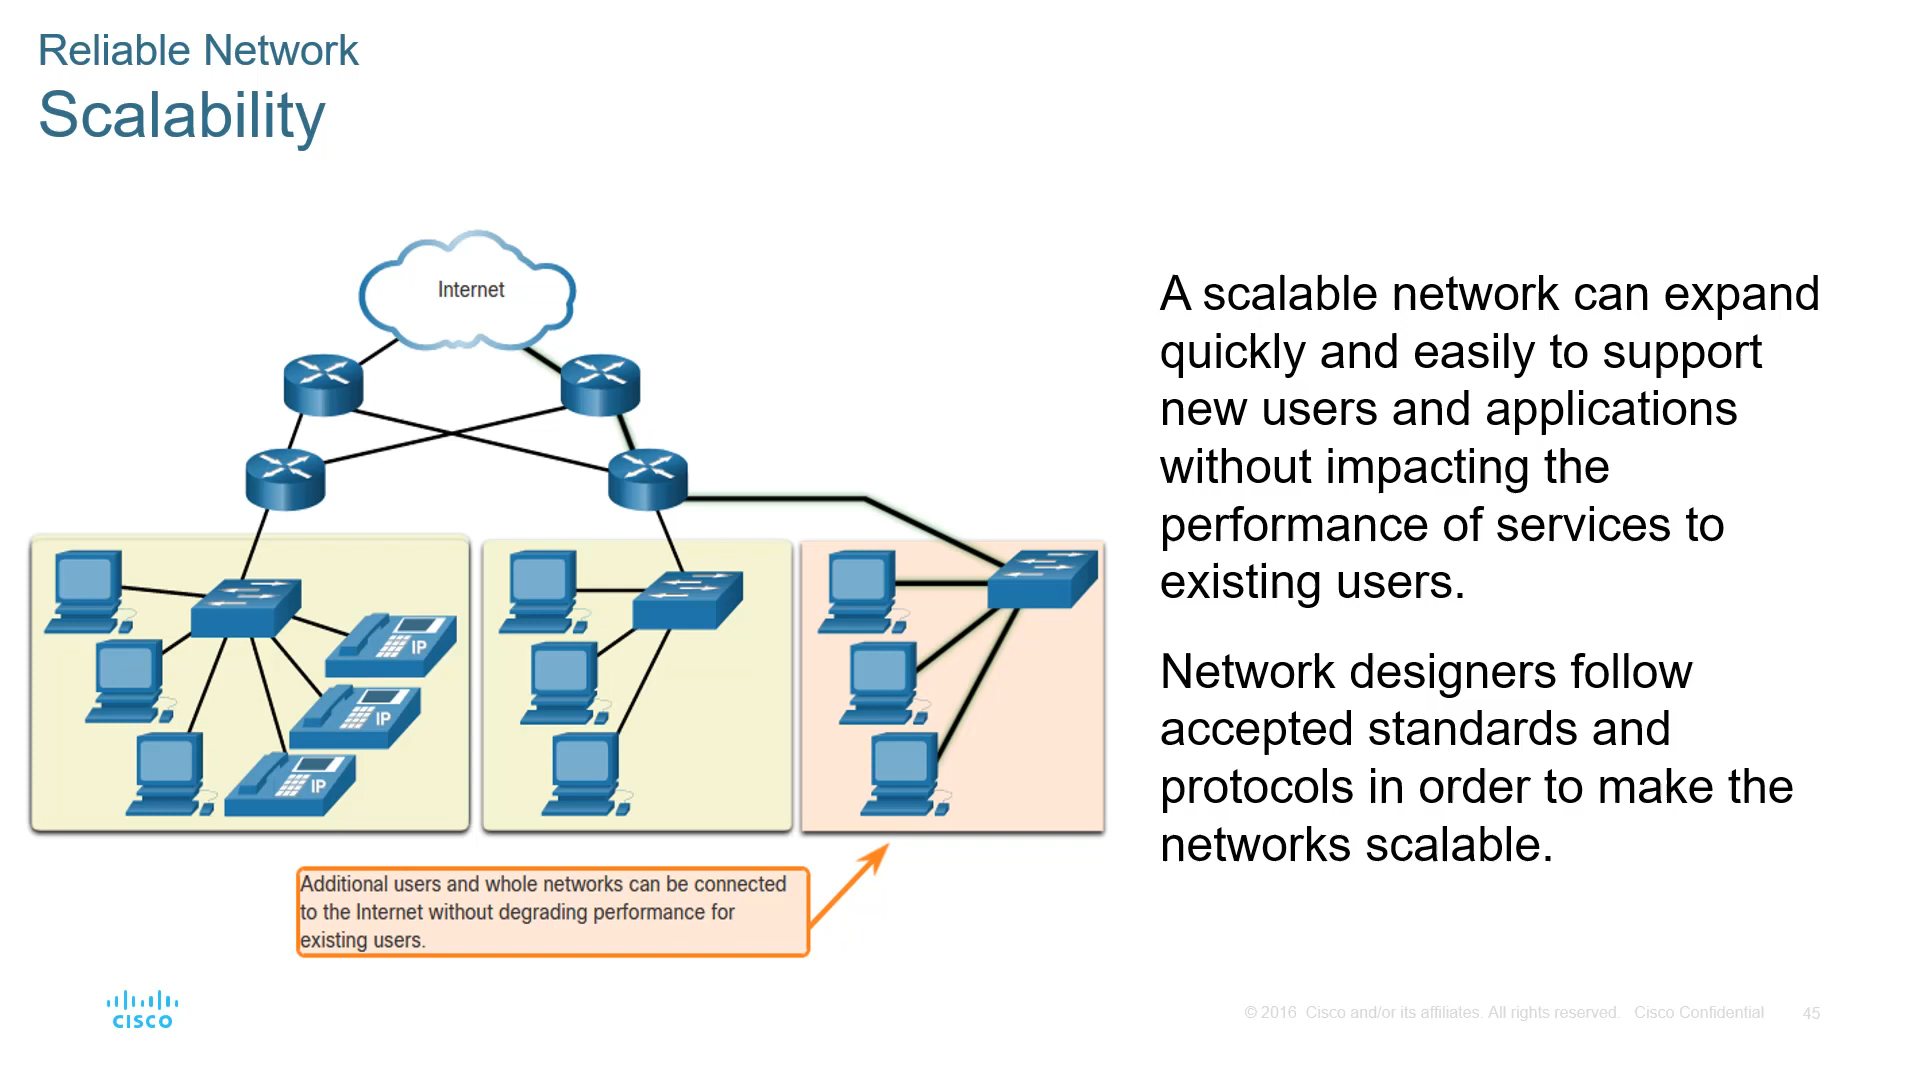 Reliable Network
Scalability
Internet
IP
IP
IP
A scalable network can expand
quickly and easily to support
new users and applications
without impacting the
performance of services to
existing users.
Network designers follow
accepted standards and
protocols in order to make the
networks scalable.
Additional users and whole networks can be connected
to the Internet without degrading performance for
existing users.
CISCO
© 2016 Cisco and/or its affiliates. All rights reserved. Cisco Confidential 45